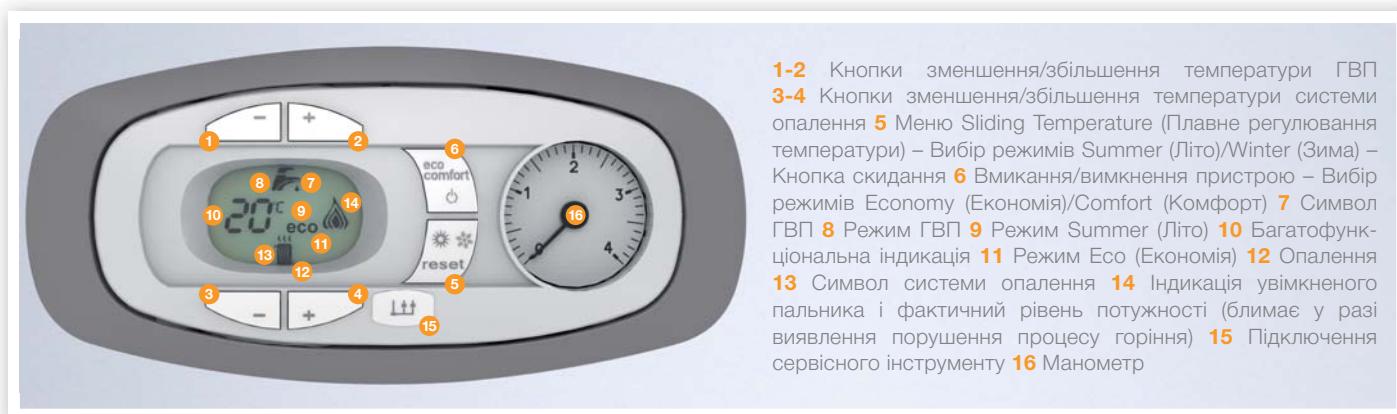 1-2 Кнопки зменшення/збільшення температури ГВП
3-4 Кнопки зменшення/збільшення температури системи
опалення 5 Меню Sliding Temperature (Плавне регулювання
температури) – Вибір режимів Summer (Літо)/Winter (Зима) –
Кнопка скидання 6 Вмикання/вимкнення пристрою – Вибір
режимів Economy (Економія)/Comfort (Комфорт) 7 Символ
ГВП 8 Режим ГВП 9 Режим Summer (Літо) 10 Багатофунк-
ціональна індикація 11 Режим Eco (Економія) 12 Опалення
13 Символ системи опалення 14 Індикація увімкненого
пальника і фактичний рівень потужності (блимає у разі
виявлення порушення процесу горіння) 15 Підключення
сервісного інструменту 16 Манометр
- +
1 2
6
eco
comfort
8 7
14
10 20°C 9
eco
11
13
12
reset
5
3 4
- +
15
0 1 2 3 4
16